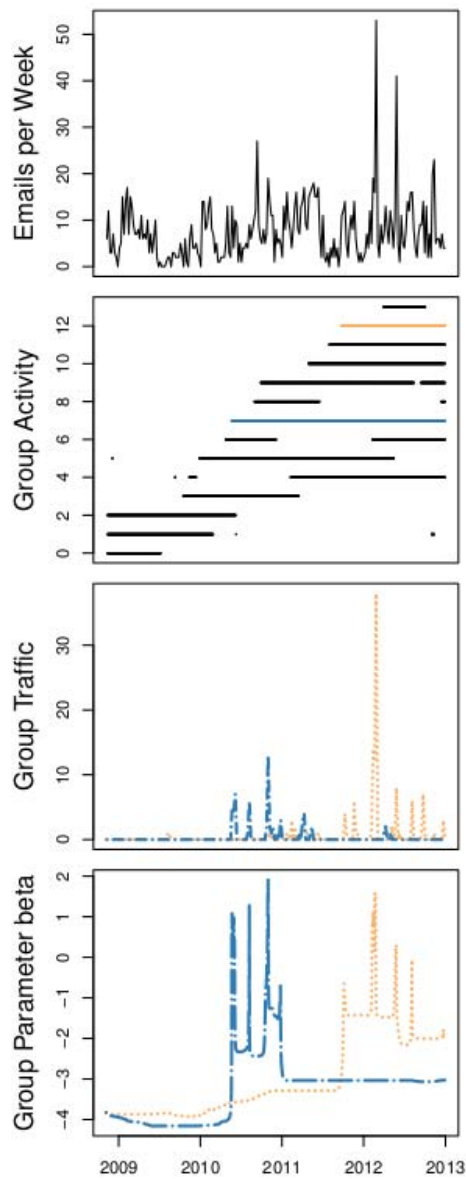 Emails per Week
0 10 20 30 40 50
Group Activity
0 2 4 6 8 10 12
Group Traffic
0 10 20 30
Group Parameter beta
−4 −3 −2 −1 0 1 2
2009 2010 2011 2012 2013